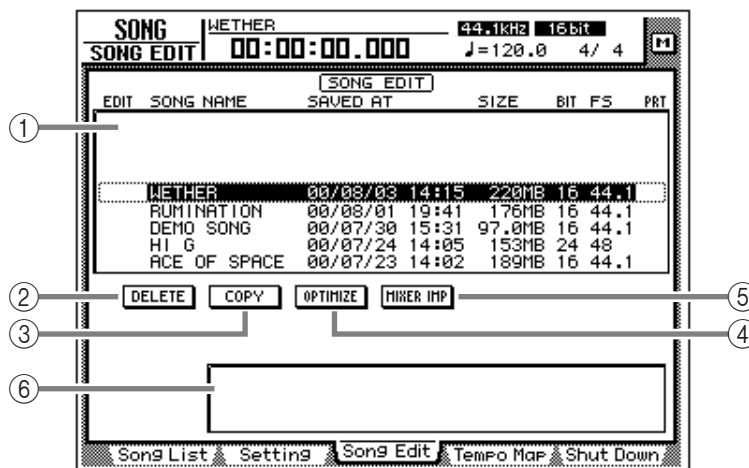 SONG WETHER 44.1kHz 16bit
SONG EDIT 00:00:00.000 ♩=120.0 4/ 4 M
SONG EDIT
EDIT SONG NAME SAVED AT SIZE BIT FS PRT
①
WETHER 00/08/03 14:15 220MB 16 44.1
RUMINATION 00/08/01 19:41 176MB 16 44.1
DEMO SONG 00/07/30 15:31 97.0MB 16 44.1
HI G 00/07/24 14:05 153MB 24 48
ACE OF SPACE 00/07/23 14:02 189MB 16 44.1
② DELETE COPY OPTIMIZE MIXER IMP ⑤
③ ④
⑥
Song List Setting Song Edit Tempo Map Shut Down